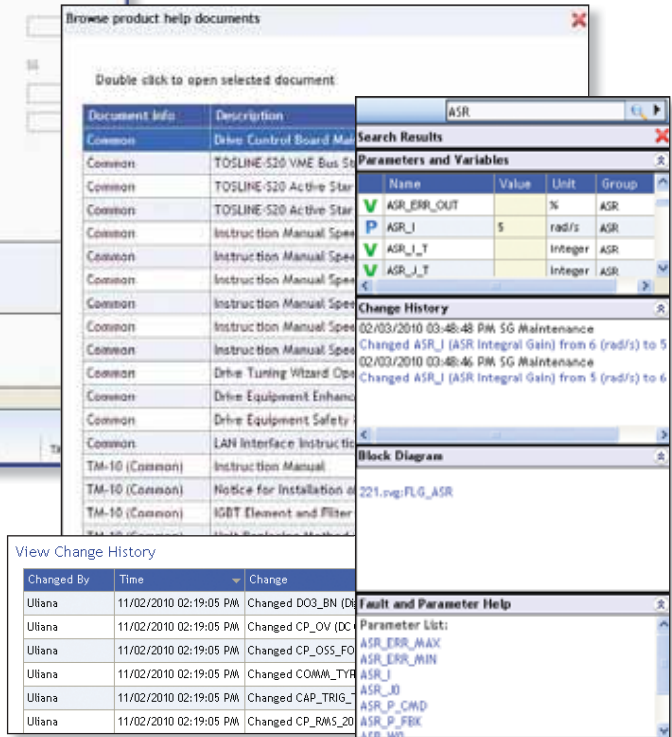 Browse product help documents
Double click to open selected document
Document Info Description
Common Drive Control Board
Common TOSLINE-S20 VME Bus
Common TOSLINE-S20 Active Star
Common TOSLINE-S20 Active Star
Common Instruction Manual
Common Instruction Manual
Common Instruction Manual
Common Instruction Manual
Common Instruction Manual
Common Instruction Manual
Common Drive Tuning Wizard
Common Drive Equipment
Common Drive Equipment Safety
Common LAN Interface
TM-10 (Common) Instruction Manual
TM-10 (Common) Notice for Installation
TM-10 (Common) IGBT Element and Filter
ASR
Search Results
Parameters and Variables
Name Value Unit Group
V ASR_ERR_OUT % ASR
P ASR_I 5 rad/s ASR
V ASR_I_T Integer ASR
V ASR_J_T Integer ASR
Change History
02/03/2010 03:48:48 PM SG Maintenance
Changed ASR_I (ASR Integral Gain) from 6 (rad/s) to 5
02/03/2010 03:48:46 PM SG Maintenance
Changed ASR_I (ASR Integral Gain) from 5 (rad/s) to 6
Block Diagram
221.svg:FLG_ASR
Fault and Parameter Help
Parameter List:
ASR_ERR_MAX
ASR_ERR_MIN
ASR_I
ASR_J0
ASR_P_CMD
ASR_P_FBK
View Change History
Changed By Time Change
Uliana 11/02/2010 02:19:05 PM Changed DO3_BN
Uliana 11/02/2010 02:19:05 PM Changed CP_OV (DC
Uliana 11/02/2010 02:19:05 PM Changed CP_OSS_FO
Uliana 11/02/2010 02:19:05 PM Changed COMM_TYP
Uliana 11/02/2010 02:19:05 PM Changed CAP_TRIG_
Uliana 11/02/2010 02:19:05 PM Changed CP_RMS_20